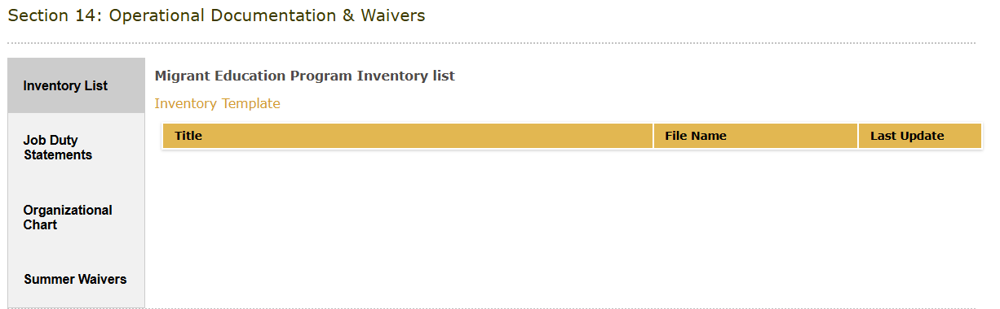 Section 14: Operational Documentation & Waivers
Inventory List
Job Duty
Statements
Organizational
Chart
Summer Waivers
Migrant Education Program Inventory list
Inventory Template
Title File Name Last Update